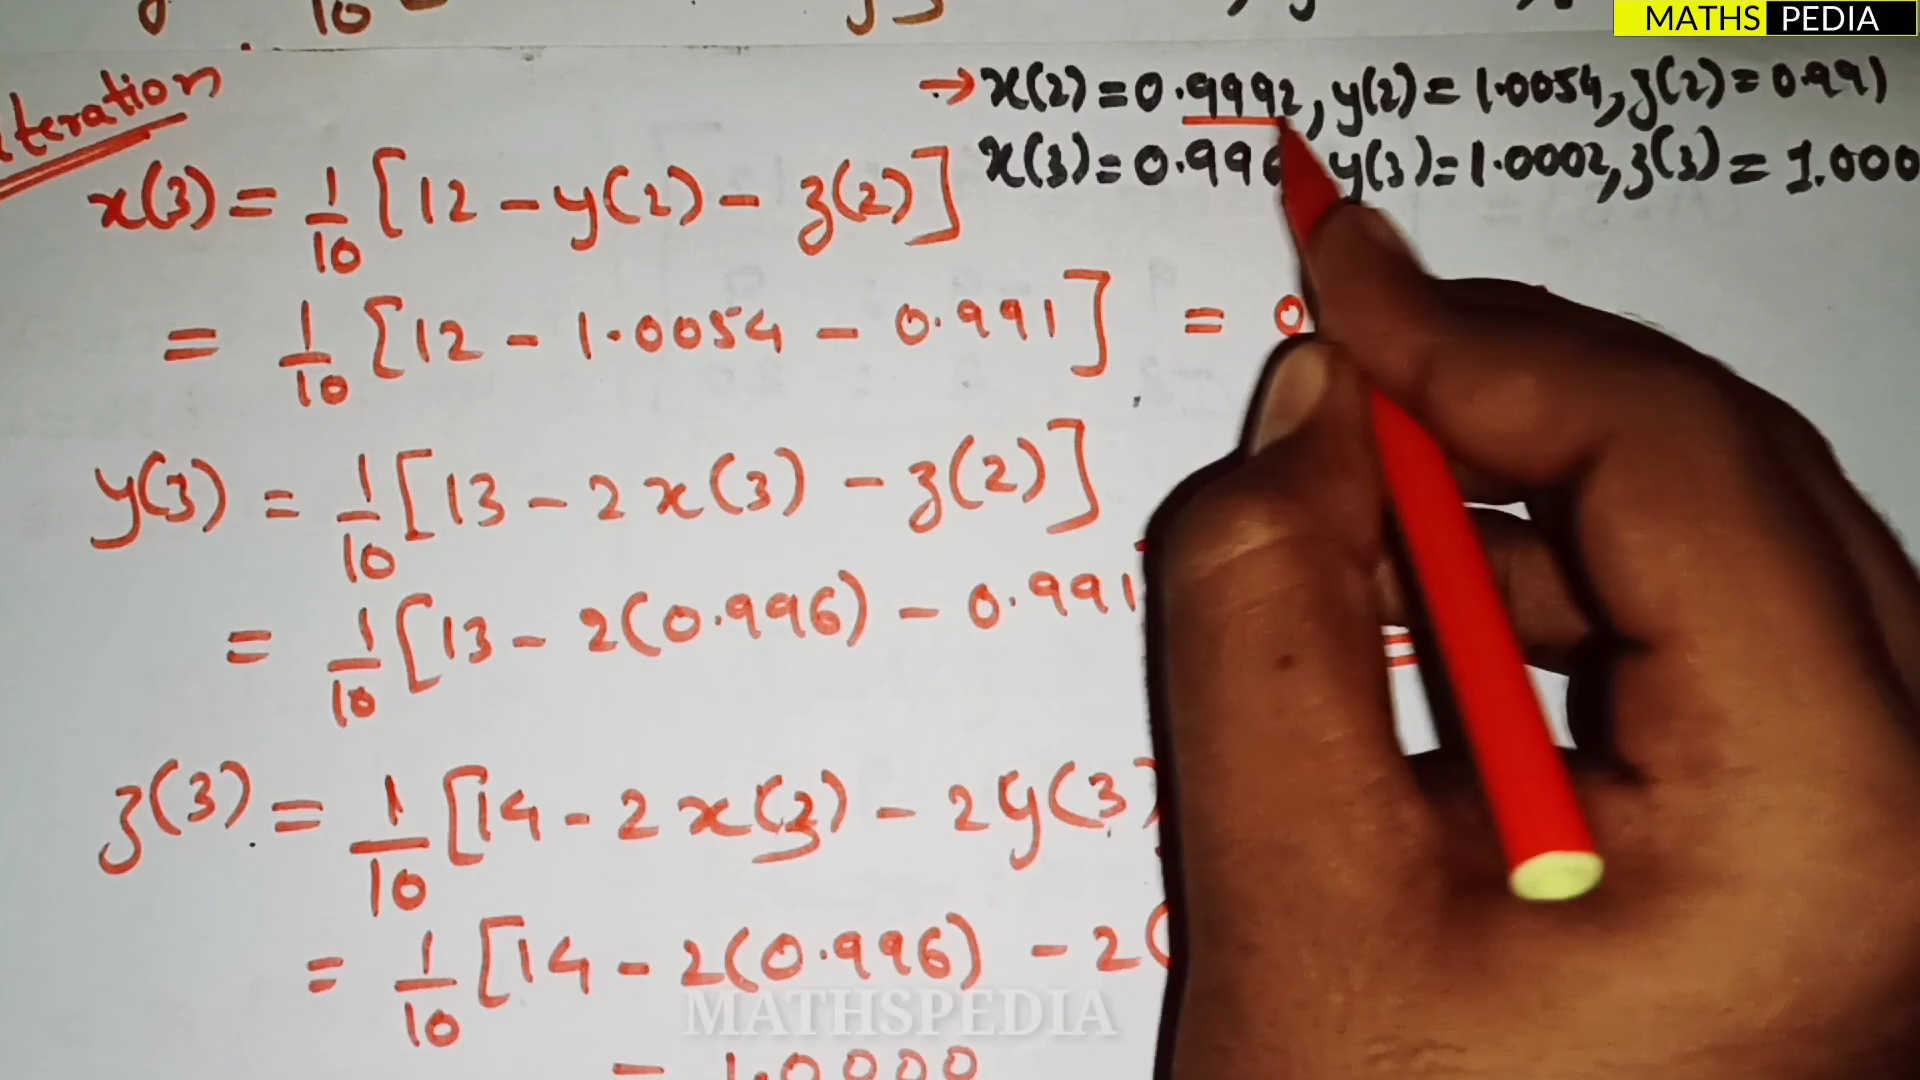 MATHS PEDIA
→ x(2) = 0.9992, y(2) = 1.0054, z(2) = 0.991
x(3) = 0.996 y(3) = 1.0002, z(3) = 1.000
iteration
x(3) = 1/10 [12 - y(2) - z(2)]
= 1/10 [12 - 1.0054 - 0.991] = 0
y(3) = 1/10 [13 - 2x(3) - z(2)]
= 1/10 [13 - 2(0.996) - 0.991
z(3) = 1/10 [14 - 2x(3) - 2y(3)
= 1/10 [14 - 2(0.996) - 2(
MATHSPEDIA
= 1.0000